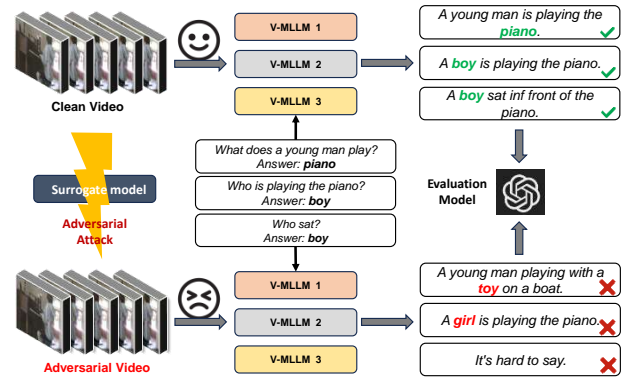 V-MLLM 1
V-MLLM 2
V-MLLM 3
Clean Video
A young man is playing the
piano.
A boy is playing the piano.
A boy sat inf front of the
piano.
What does a young man play?
Answer: piano
Who is playing the piano?
Answer: boy
Who sat?
Answer: boy
Surrogate model
Adversarial
Attack
Evaluation
Model
V-MLLM 1
V-MLLM 2
V-MLLM 3
Adversarial Video
A young man playing with a
toy on a boat.
A girl is playing the piano.
It's hard to say.